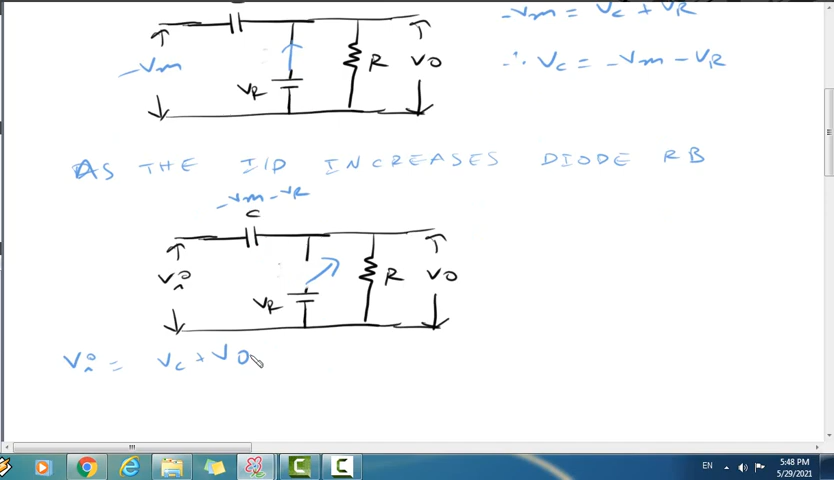 -Vm = VC + VR
-Vm
VR
R
VO
∴ VC = -Vm - VR
AS THE I/P INCREASES DIODE RB
-Vm - VR
C
Vi
VR
R
VO
Vi = VC + VO
EN
5:48 PM
5/29/2021